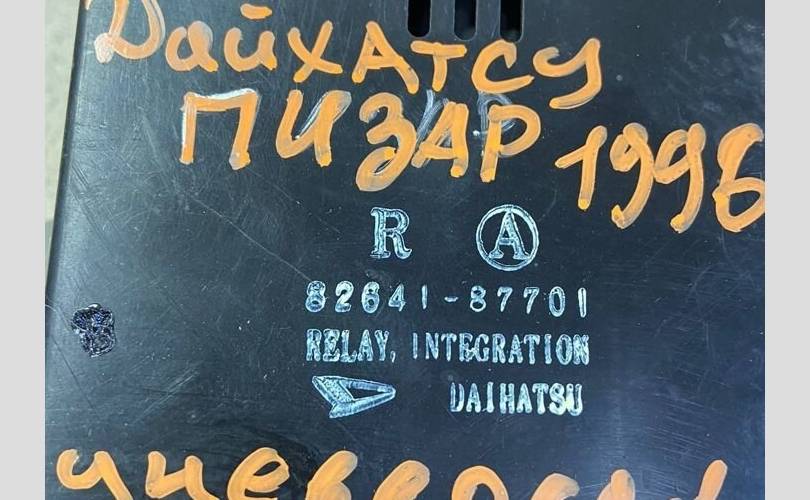 ДайХАТСУ
ПИЗАР 1996
R A
82641-87701
RELAY, INTEGRATION
DAIHATSU